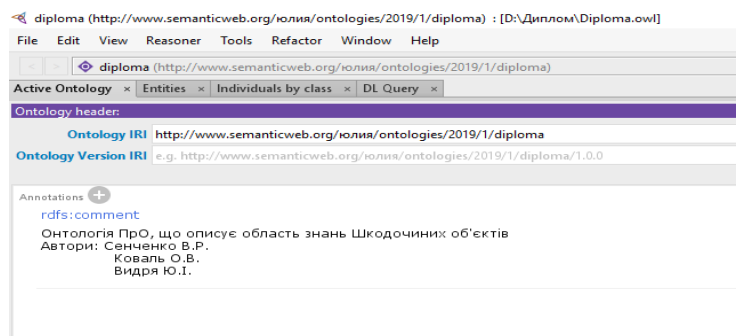 diploma (http://www.semanticweb.org/юлия/ontologies/2019/1/diploma) : [D:\Диплом\Diploma.owl]
File Edit View Reasoner Tools Refactor Window Help
< > diploma (http://www.semanticweb.org/юлия/ontologies/2019/1/diploma)
Active Ontology × Entities × Individuals by class × DL Query ×
Ontology header:
Ontology IRI http://www.semanticweb.org/юлия/ontologies/2019/1/diploma
Ontology Version IRI e.g. http://www.semanticweb.org/юлия/ontologies/2019/1/diploma/1.0.0
Annotations +
rdfs:comment
Онтологія ПрО, що описує область знань Шкодочиних об'єктів
Автори: Сенченко В.Р.
Коваль О.В.
Видря Ю.І.